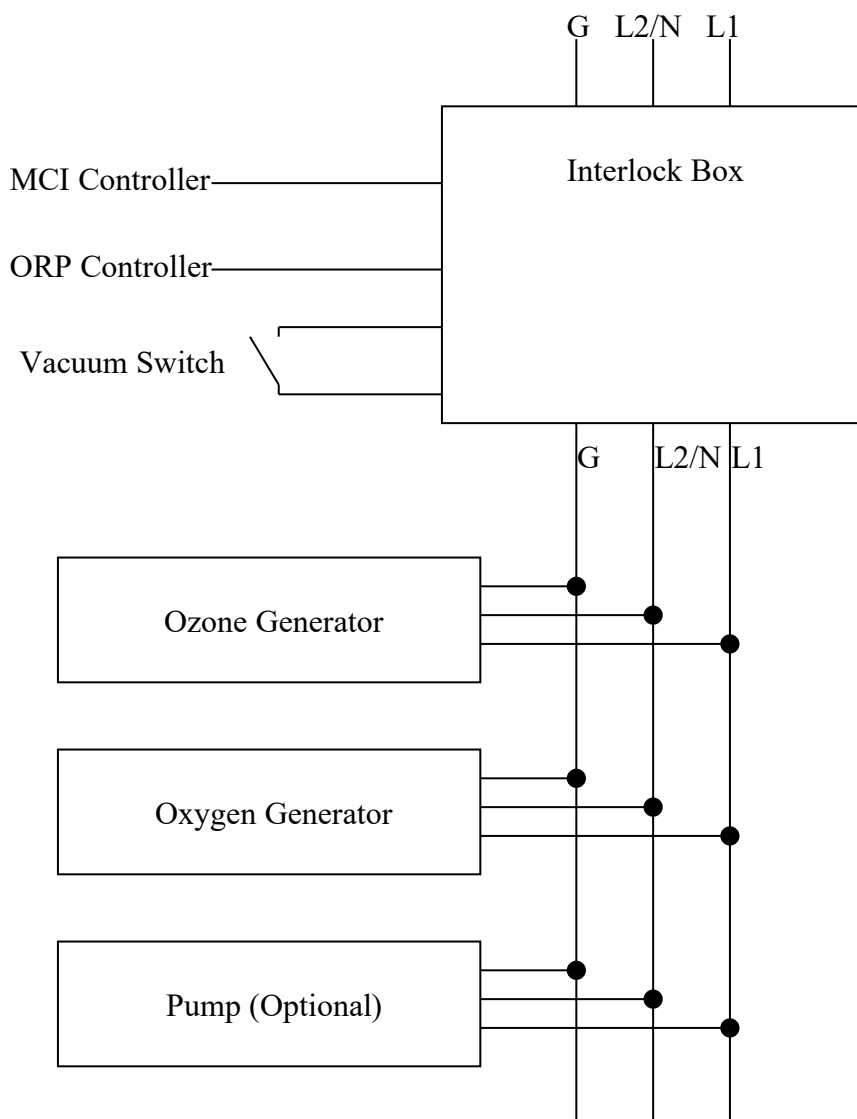 G L2/N L1
Interlock Box
MCI Controller
ORP Controller
Vacuum Switch
G L2/N L1
Ozone Generator
Oxygen Generator
Pump (Optional)